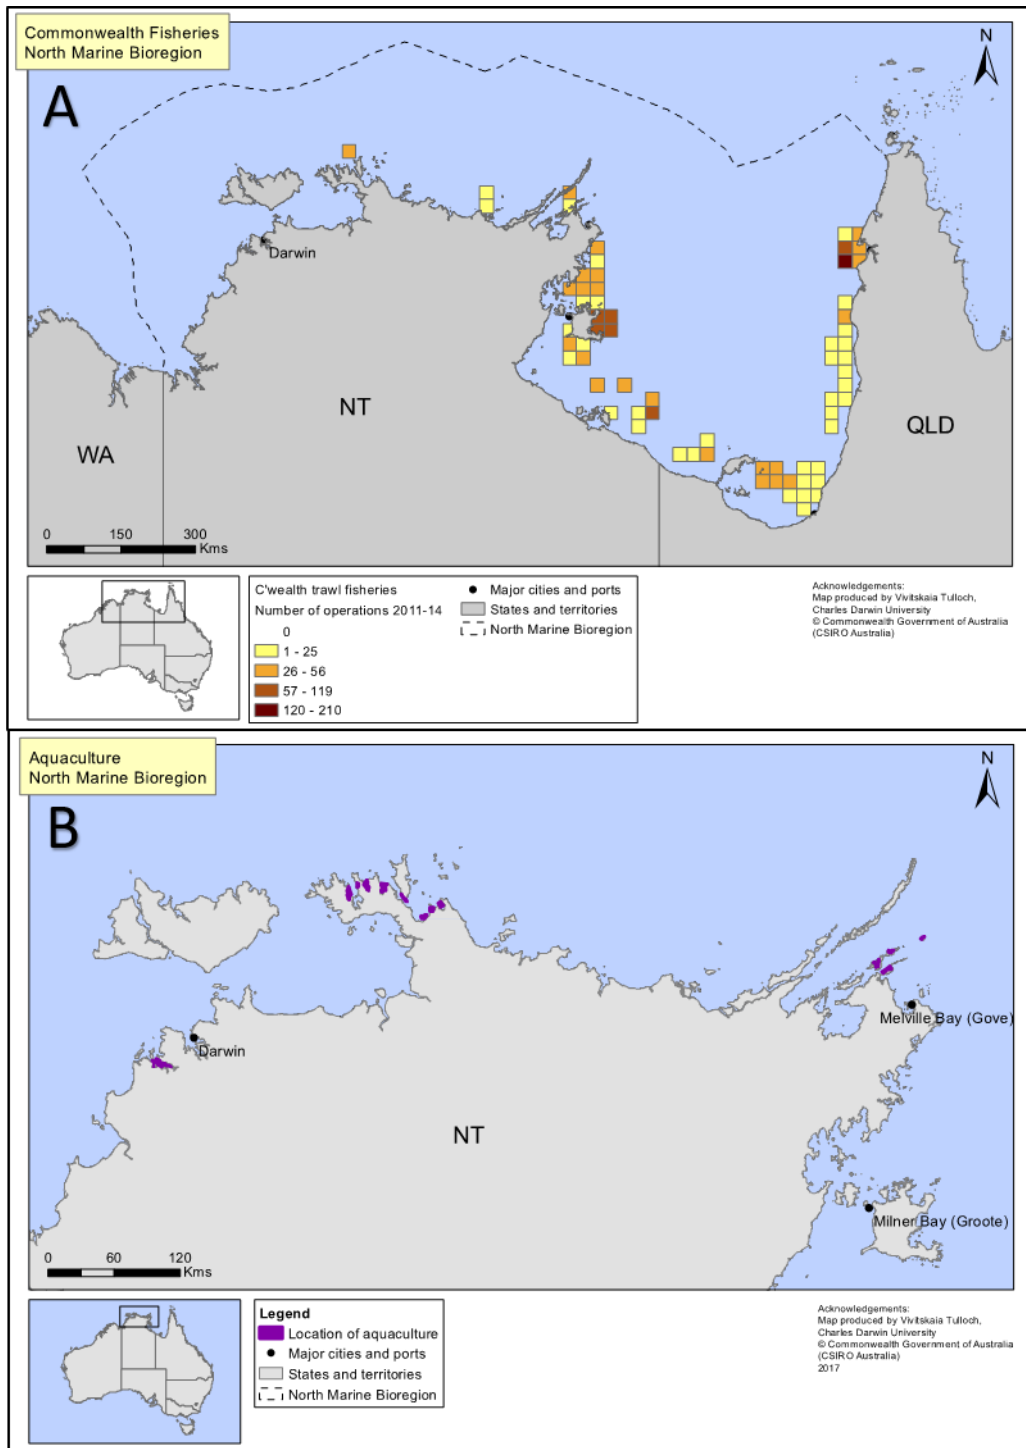 Commonwealth Fisheries
North Marine Bioregion
A
N
Darwin
NT
WA
QLD
0 150 300
Kms
C'wealth trawl fisheries
Number of operations 2011-14
0
1 - 25
26 - 56
57 - 119
120 - 210
Major cities and ports
States and territories
North Marine Bioregion
Acknowledgements:
Map produced by Vivitskaia Tulloch,
Charles Darwin University
© Commonwealth Government of Australia
(CSIRO Australia)
Aquaculture
North Marine Bioregion
B
N
Melville Bay (Gove)
Darwin
NT
Milner Bay (Groote)
0 60 120
Kms
Legend
Location of aquaculture
Major cities and ports
States and territories
North Marine Bioregion
Acknowledgements:
Map produced by Vivitskaia Tulloch,
Charles Darwin University
© Commonwealth Government of Australia
(CSIRO Australia)
2017